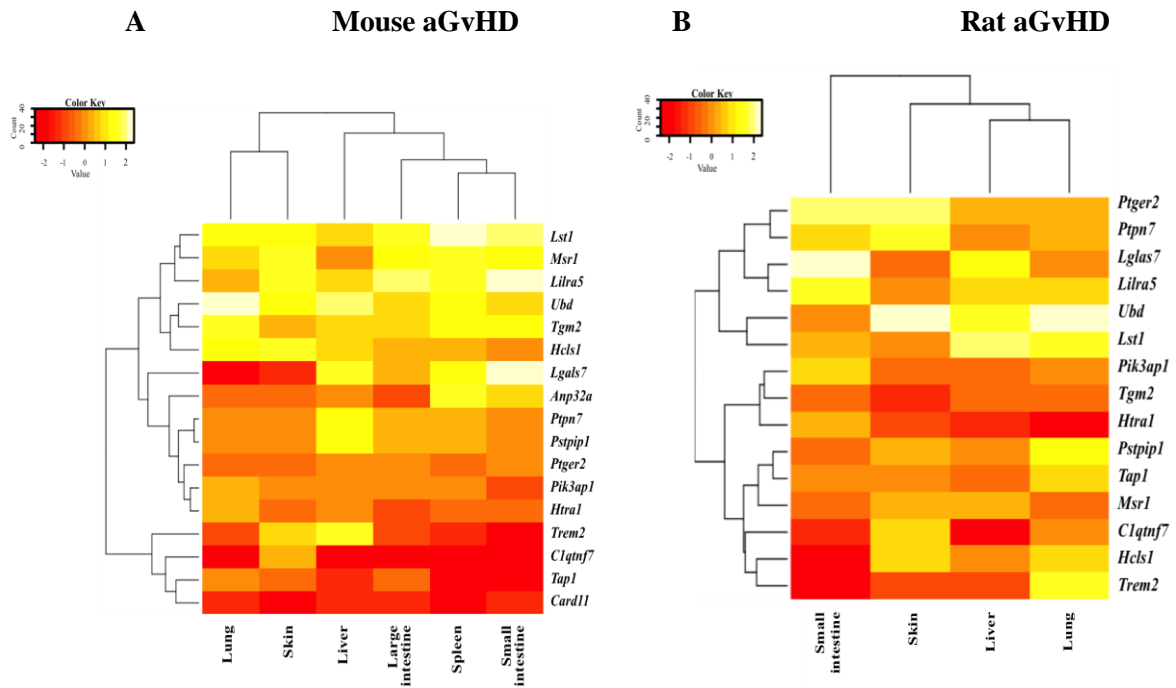 A Mouse aGvHD
B Rat aGvHD
Color Key
Count
0 20 40
-2 -1 0 1 2
Value
Lst1
Msr1
Lilra5
Ubd
Tgm2
Hcls1
Lgals7
Anp32a
Ptpn7
Pstpip1
Ptger2
Pik3ap1
Htra1
Trem2
C1qtnf7
Tap1
Card11
Lung
Skin
Liver
Large
intestine
Spleen
Small
intestine
Color Key
Count
0 20 40
-2 -1 0 1 2
Value
Ptger2
Ptpn7
Lglas7
Lilra5
Ubd
Lst1
Pik3ap1
Tgm2
Htra1
Pstpip1
Tap1
Msr1
C1qtnf7
Hcls1
Trem2
Small
intestine
Skin
Liver
Lung